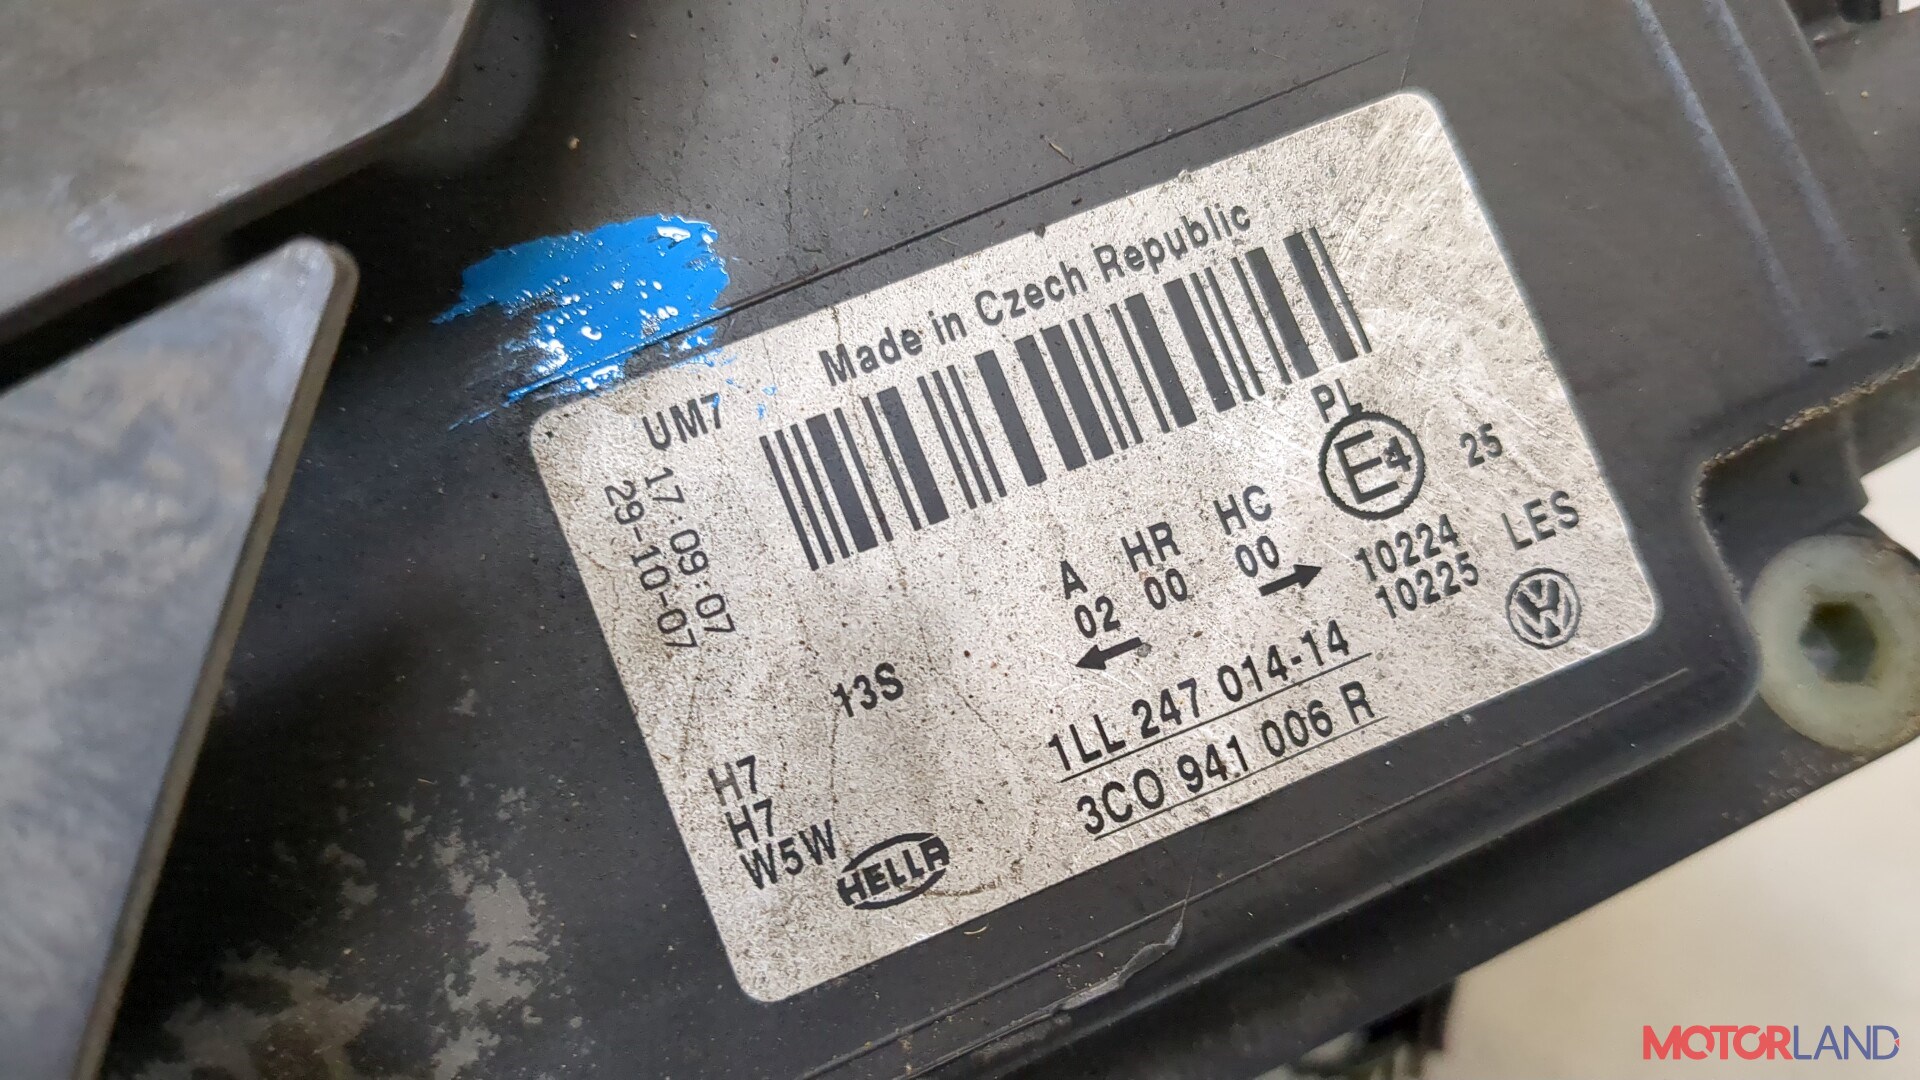 Made in Czech Republic
UM7
17:09:07
29-10-07
PL
E4
25
A HR HC
02 00 00
10224
10225
LES
13S
1LL 247 014-14
3C0 941 006 R
H7
H7
W5W
HELLA
MOTORLAND